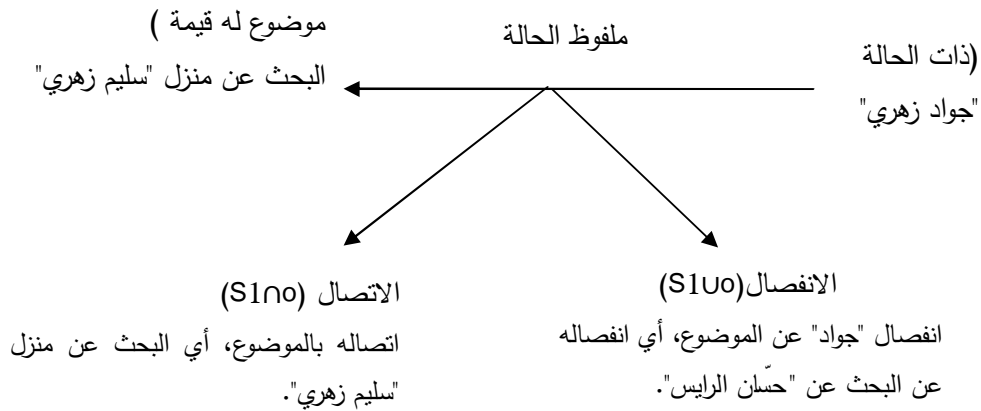 (ذات الحالة
"جواد زهري"
ملفوظ الحالة
موضوع له قيمة )
البحث عن منزل "سليم زهري"
الانفصال(S1∪o)
انفصال "جواد" عن الموضوع، أي انفصاله
عن البحث عن "حسّان الرايس".
الاتصال (S1∩o)
اتصاله بالموضوع، أي البحث عن منزل
"سليم زهري".